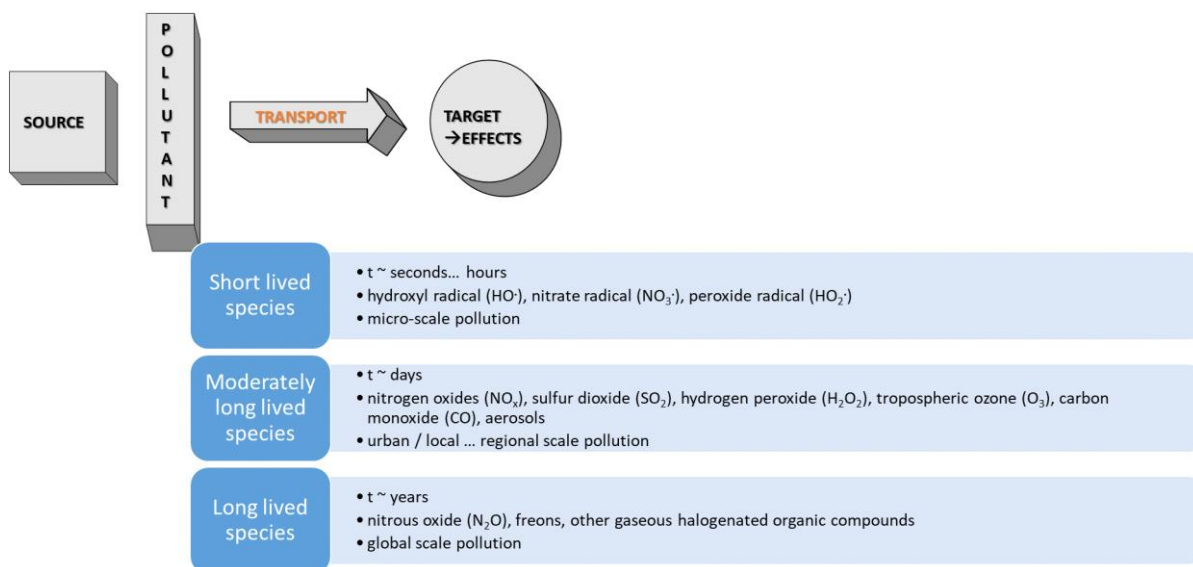 SOURCE
POLLUTANT
TRANSPORT
TARGET
→EFFECTS
Short lived
species
• t ~ seconds... hours
• hydroxyl radical (HO·), nitrate radical (NO₃·), peroxide radical (HO₂·)
• micro-scale pollution
Moderately
long lived
species
• t ~ days
• nitrogen oxides (NOₓ), sulfur dioxide (SO₂), hydrogen peroxide (H₂O₂), tropospheric ozone (O₃), carbon
monoxide (CO), aerosols
• urban / local ... regional scale pollution
Long lived
species
• t ~ years
• nitrous oxide (N₂O), freons, other gaseous halogenated organic compounds
• global scale pollution